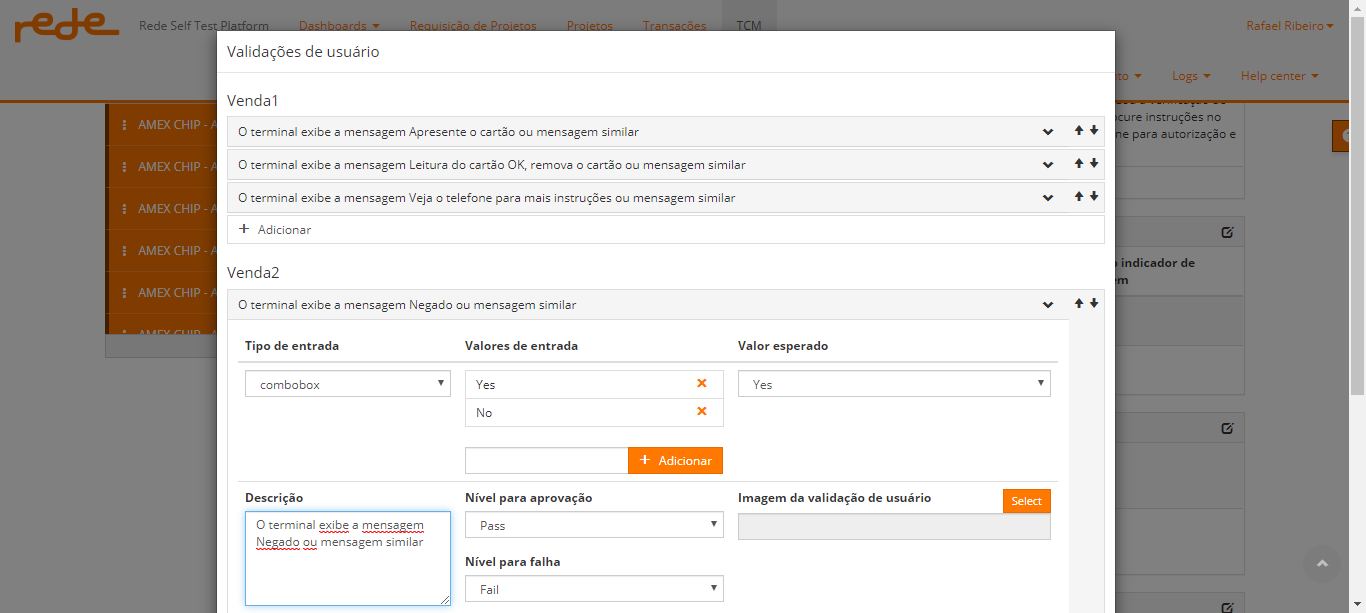 rede Rede Self Test Platform Dashboards Requisição de Projetos Projetos Transações TCM Rafael Ribeiro
Logs Help center
Validações de usuário
Venda1
O terminal exibe a mensagem Apresente o cartão ou mensagem similar
O terminal exibe a mensagem Leitura do cartão OK, remova o cartão ou mensagem similar
O terminal exibe a mensagem Veja o telefone para mais instruções ou mensagem similar
+ Adicionar
Venda2
O terminal exibe a mensagem Negado ou mensagem similar
Tipo de entrada Valores de entrada Valor esperado
combobox Yes Yes
No
+ Adicionar
Descrição Nível para aprovação Imagem da validação de usuário Select
O terminal exibe a mensagem
Negado ou mensagem similar
Pass
Nível para falha
Fail
AMEX CHIP - A
AMEX CHIP - A
AMEX CHIP - A
AMEX CHIP - A
AMEX CHIP - A
instruções no
para autorização e
indicador de